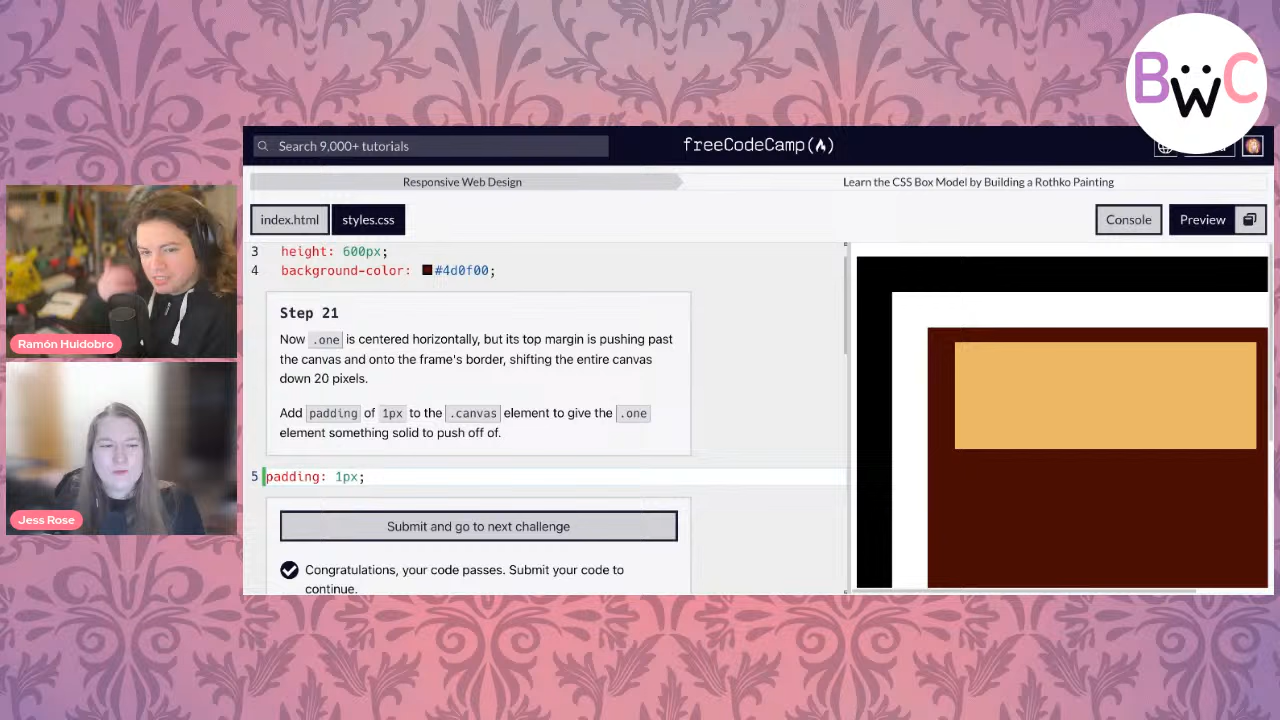 BWC
Search 9,000+ tutorials
freeCodeCamp(🔥)
Responsive Web Design
Learn the CSS Box Model by Building a Rothko Painting
index.html
styles.css
Console
Preview
3 height: 600px;
4 background-color: #4d0f00;
Step 21
Now .one is centered horizontally, but its top margin is pushing past
the canvas and onto the frame's border, shifting the entire canvas
down 20 pixels.
Add padding of 1px to the .canvas element to give the .one
element something solid to push off of.
5 padding: 1px;
Submit and go to next challenge
Congratulations, your code passes. Submit your code to
continue.
Ramón Huidobro
Jess Rose